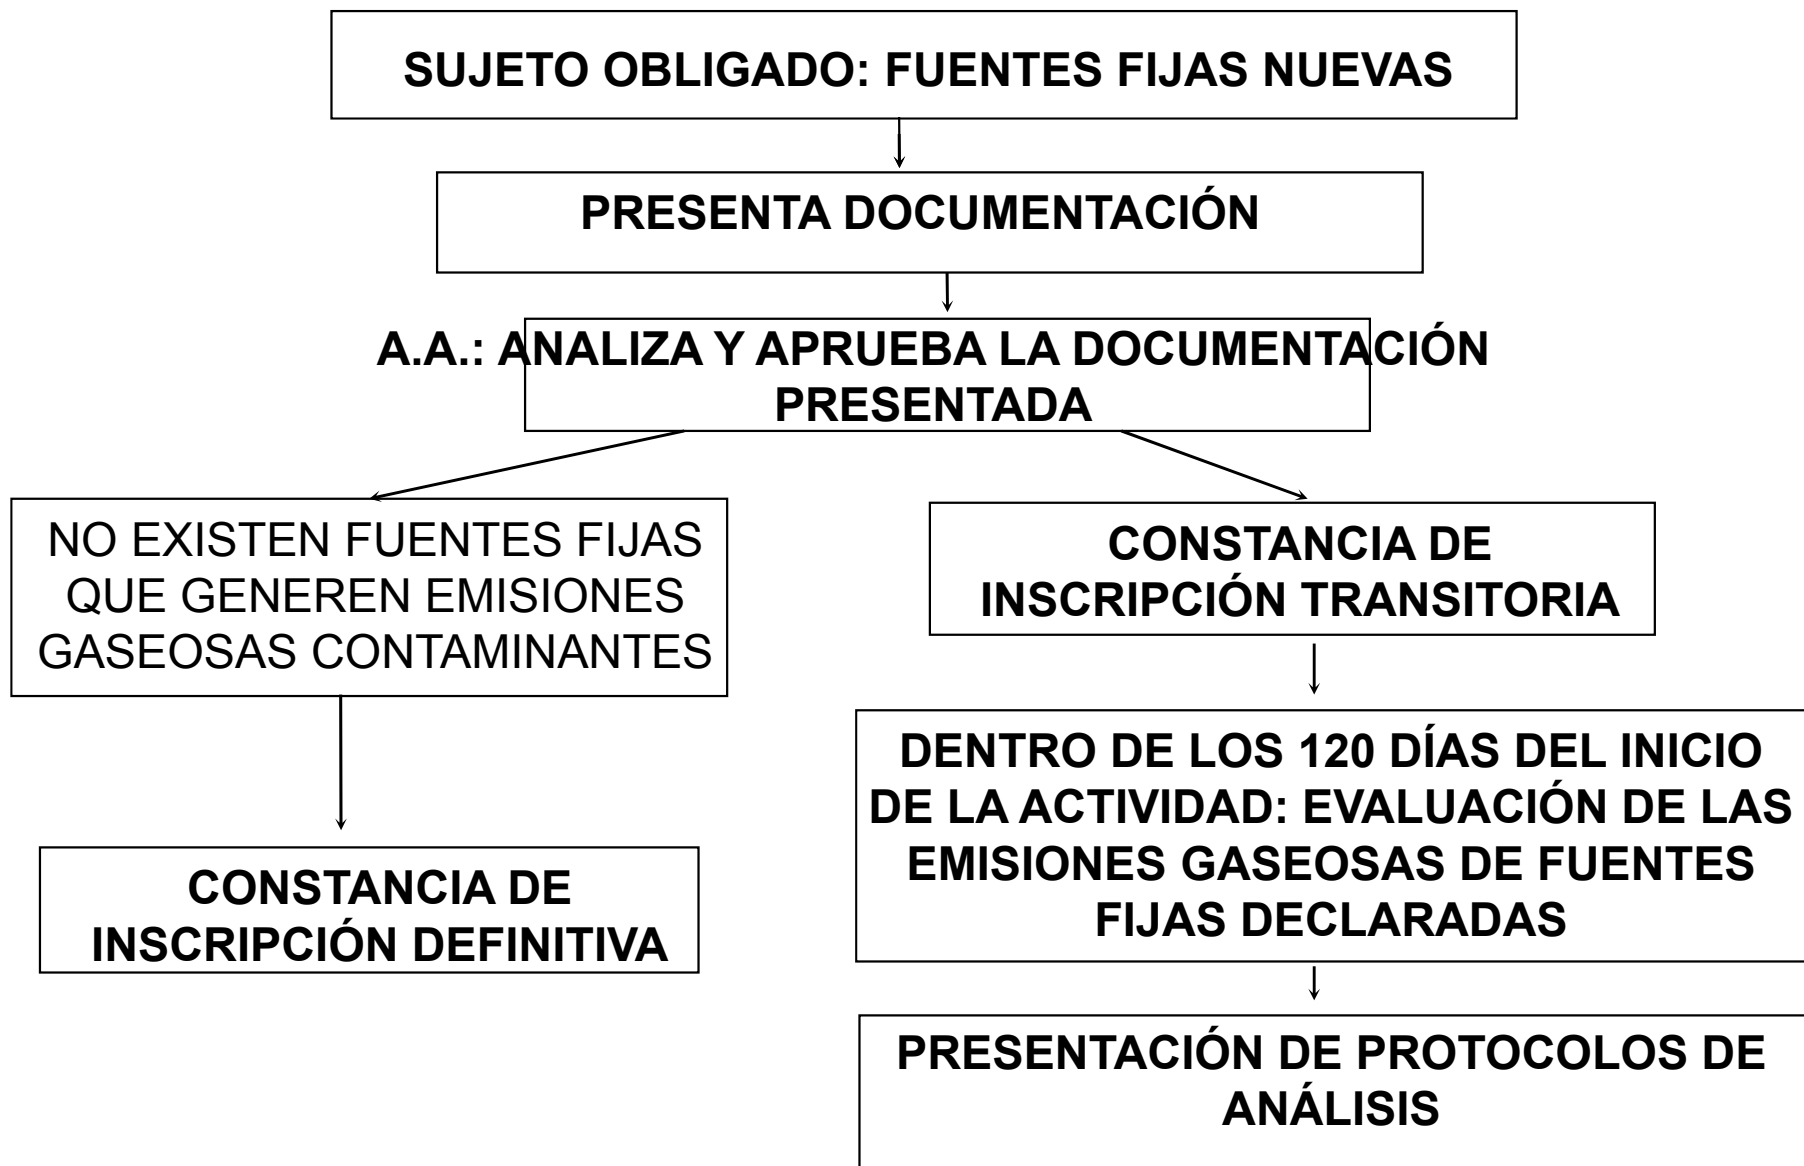 SUJETO OBLIGADO: FUENTES FIJAS NUEVAS
PRESENTA DOCUMENTACIÓN
A.A.: ANALIZA Y APRUEBA LA DOCUMENTACIÓN
PRESENTADA
NO EXISTEN FUENTES FIJAS
QUE GENEREN EMISIONES
GASEOSAS CONTAMINANTES
CONSTANCIA DE
INSCRIPCIÓN DEFINITIVA
CONSTANCIA DE
INSCRIPCIÓN TRANSITORIA
DENTRO DE LOS 120 DÍAS DEL INICIO
DE LA ACTIVIDAD: EVALUACIÓN DE LAS
EMISIONES GASEOSAS DE FUENTES
FIJAS DECLARADAS
PRESENTACIÓN DE PROTOCOLOS DE
ANÁLISIS